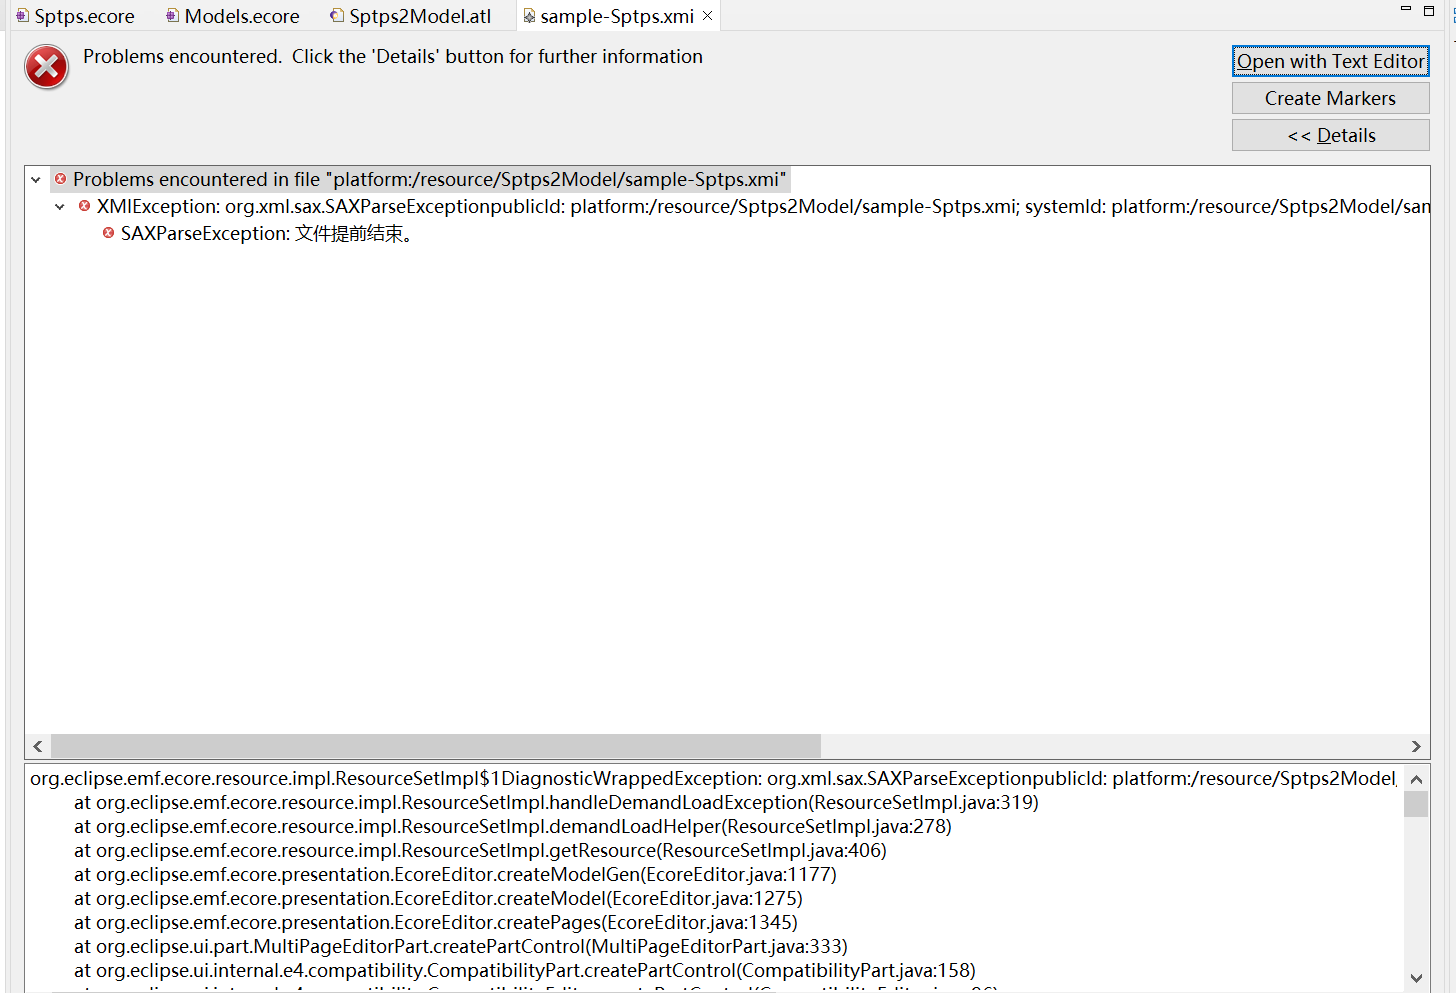 Sptps.ecore
Models.ecore
Sptps2Model.atl
sample-Sptps.xmi
Problems encountered.  Click the 'Details' button for further information
Open with Text Editor
Create Markers
<< Details
Problems encountered in file "platform:/resource/Sptps2Model/sample-Sptps.xmi"
XMIException: org.xml.sax.SAXParseExceptionpublicId: platform:/resource/Sptps2Model/sample-Sptps.xmi; systemId: platform:/resource/Sptps2Model/san
SAXParseException: 文件提前结束。
org.eclipse.emf.ecore.resource.impl.ResourceSetImpl$1DiagnosticWrappedException: org.xml.sax.SAXParseExceptionpublicId: platform:/resource/Sptps2Model,
at org.eclipse.emf.ecore.resource.impl.ResourceSetImpl.handleDemandLoadException(ResourceSetImpl.java:319)
at org.eclipse.emf.ecore.resource.impl.ResourceSetImpl.demandLoadHelper(ResourceSetImpl.java:278)
at org.eclipse.emf.ecore.resource.impl.ResourceSetImpl.getResource(ResourceSetImpl.java:406)
at org.eclipse.emf.ecore.presentation.EcoreEditor.createModelGen(EcoreEditor.java:1177)
at org.eclipse.emf.ecore.presentation.EcoreEditor.createModel(EcoreEditor.java:1275)
at org.eclipse.emf.ecore.presentation.EcoreEditor.createPages(EcoreEditor.java:1345)
at org.eclipse.ui.part.MultiPageEditorPart.createPartControl(MultiPageEditorPart.java:333)
at org.eclipse.ui.internal.e4.compatibility.CompatibilityPart.createPartControl(CompatibilityPart.java:158)